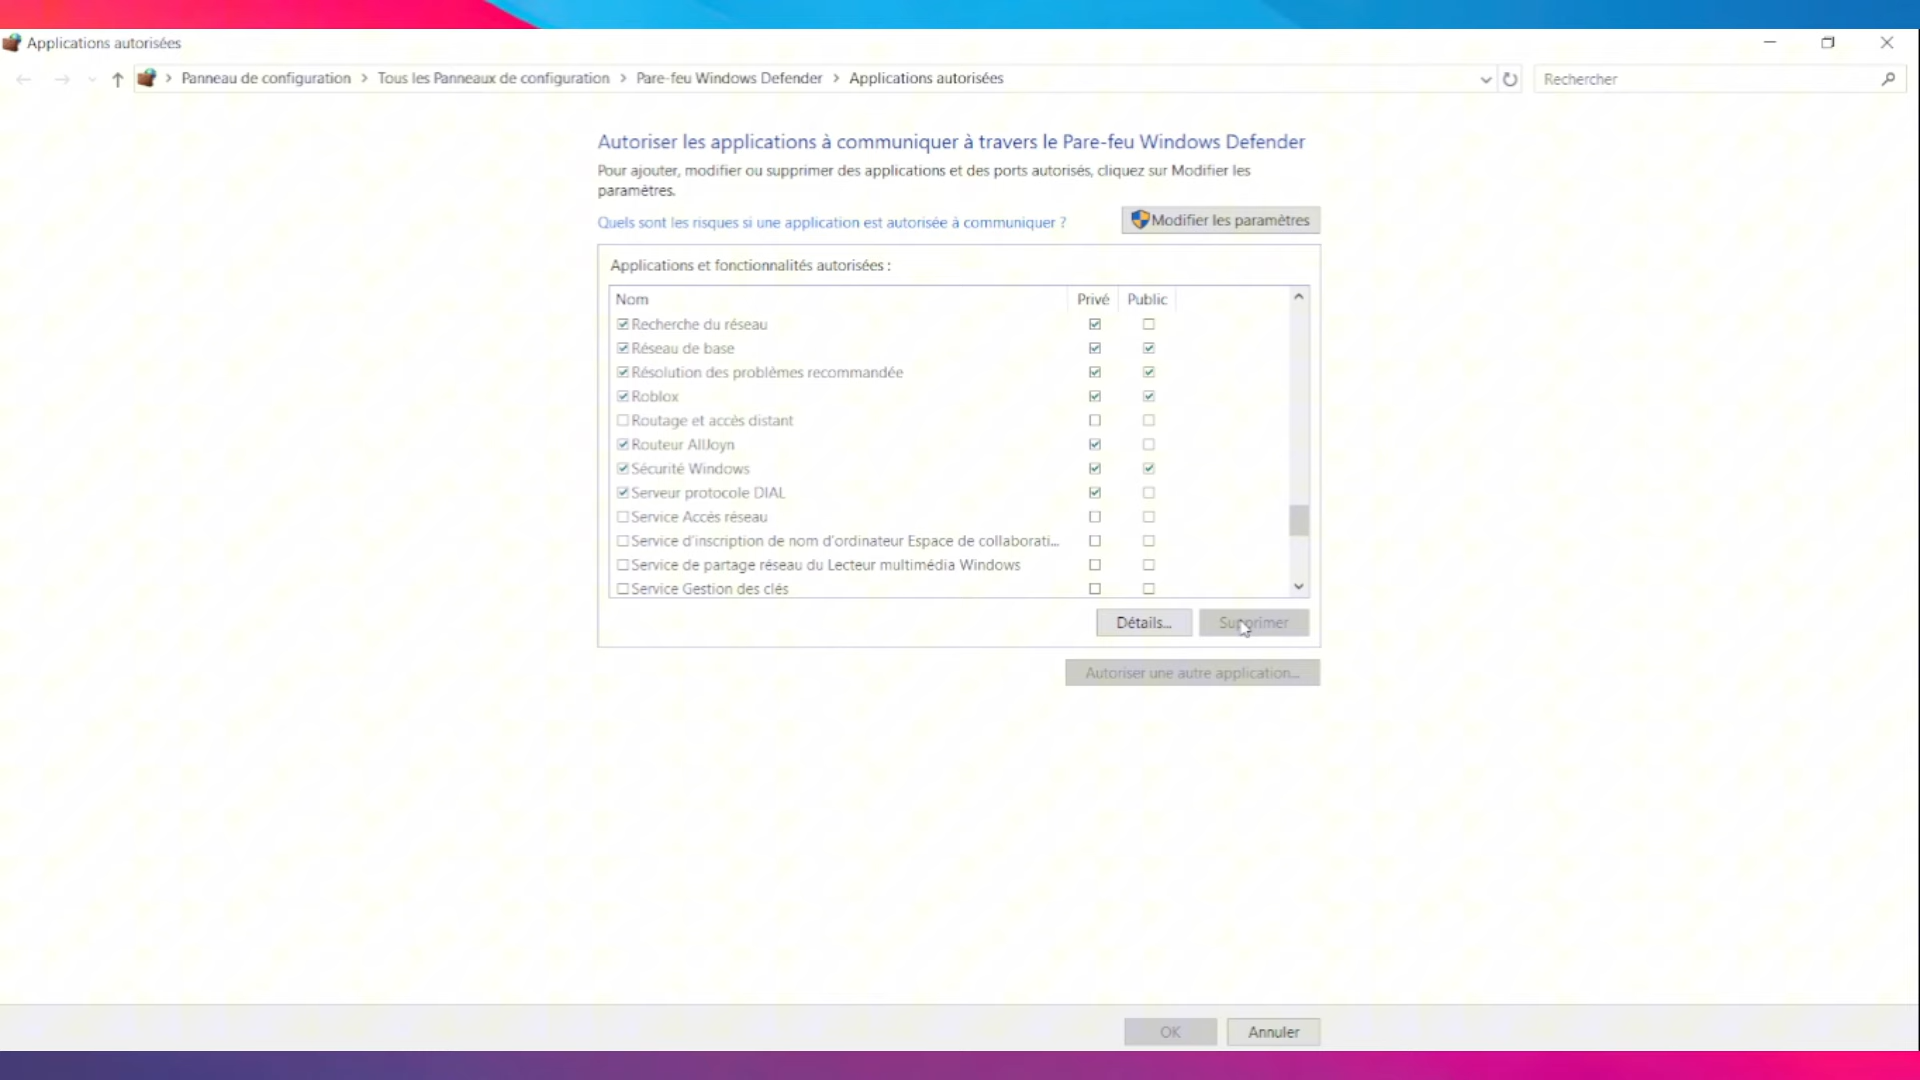 Applications autorisées
Panneau de configuration > Tous les Panneaux de configuration > Pare-feu Windows Defender > Applications autorisées
Rechercher
Autoriser les applications à communiquer à travers le Pare-feu Windows Defender
Pour ajouter, modifier ou supprimer des applications et des ports autorisés, cliquez sur Modifier les
paramètres.
Quels sont les risques si une application est autorisée à communiquer ?
Modifier les paramètres
Applications et fonctionnalités autorisées :
Nom Privé Public
Recherche du réseau
Réseau de base
Résolution des problèmes recommandée
Roblox
Routage et accès distant
Routeur AllJoyn
Sécurité Windows
Serveur protocole DIAL
Service Accès réseau
Service d'inscription de nom d'ordinateur Espace de collaborati...
Service de partage réseau du Lecteur multimédia Windows
Service Gestion des clés
Détails... Supprimer
Autoriser une autre application...
OK Annuler